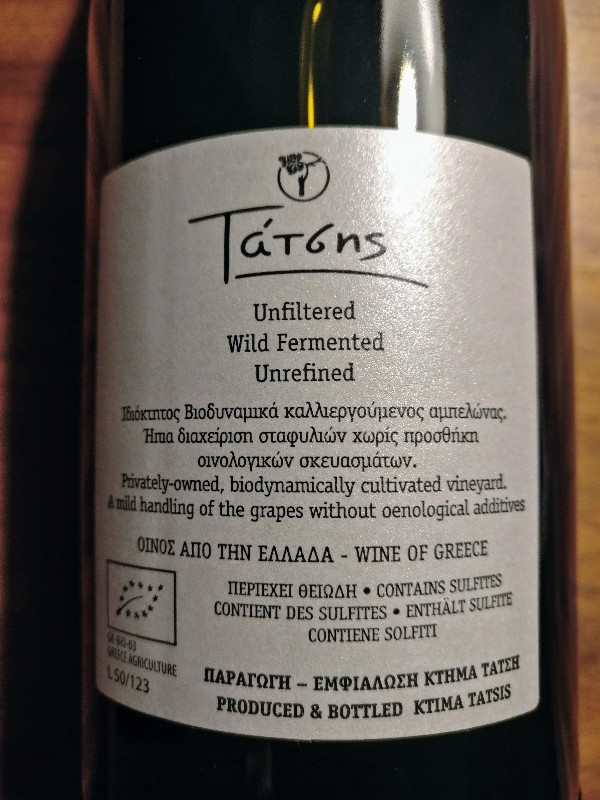 Τάτσης
Unfiltered
Wild Fermented
Unrefined
Ιδιόκτητος Βιοδυναμικά καλλιεργούμενος αμπελώνας.
Ήπια διαχείριση σταφυλιών χωρίς προσθήκη
οινολογικών σκευασμάτων.
Privately-owned, biodynamically cultivated vineyard.
A mild handling of the grapes without oenological additives
ΟΙΝΟΣ ΑΠΟ ΤΗΝ ΕΛΛΑΔΑ - WINE OF GREECE
ΠΕΡΙΕΧΕΙ ΘΕΙΩΔΗ • CONTAINS SULFITES
CONTIENT DES SULFITES • ENTHÄLT SULFITE
CONTIENE SOLFITI
GR-BIO-03
GREECE AGRICULTURE
L 50/123
ΠΑΡΑΓΩΓΗ – ΕΜΦΙΑΛΩΣΗ ΚΤΗΜΑ ΤΑΤΣΗ
PRODUCED & BOTTLED KTIMA TATSIS